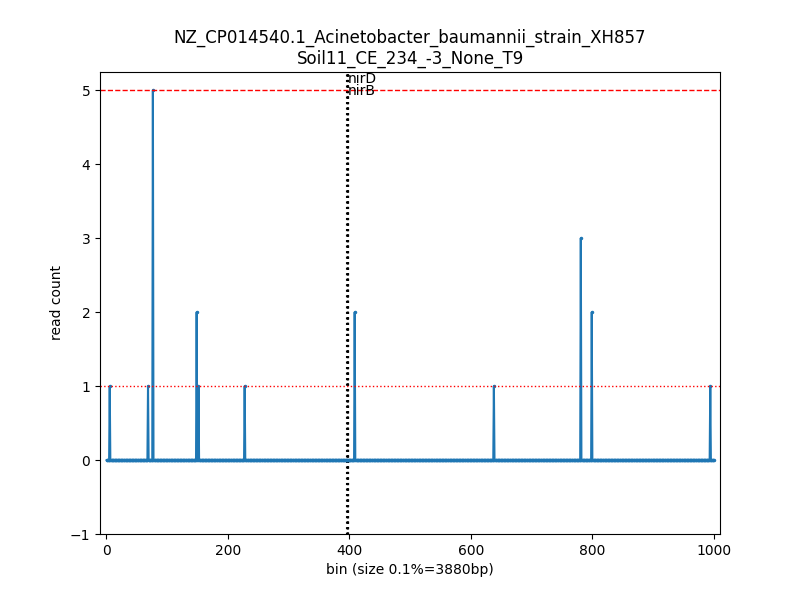 NZ_CP014540.1_Acinetobacter_baumannii_strain_XH857
Soil11_CE_234_-3_None_T9
nirD
nirB
5
4
3
2
1
0
−1
read count
0 200 400 600 800 1000
bin (size 0.1%=3880bp)